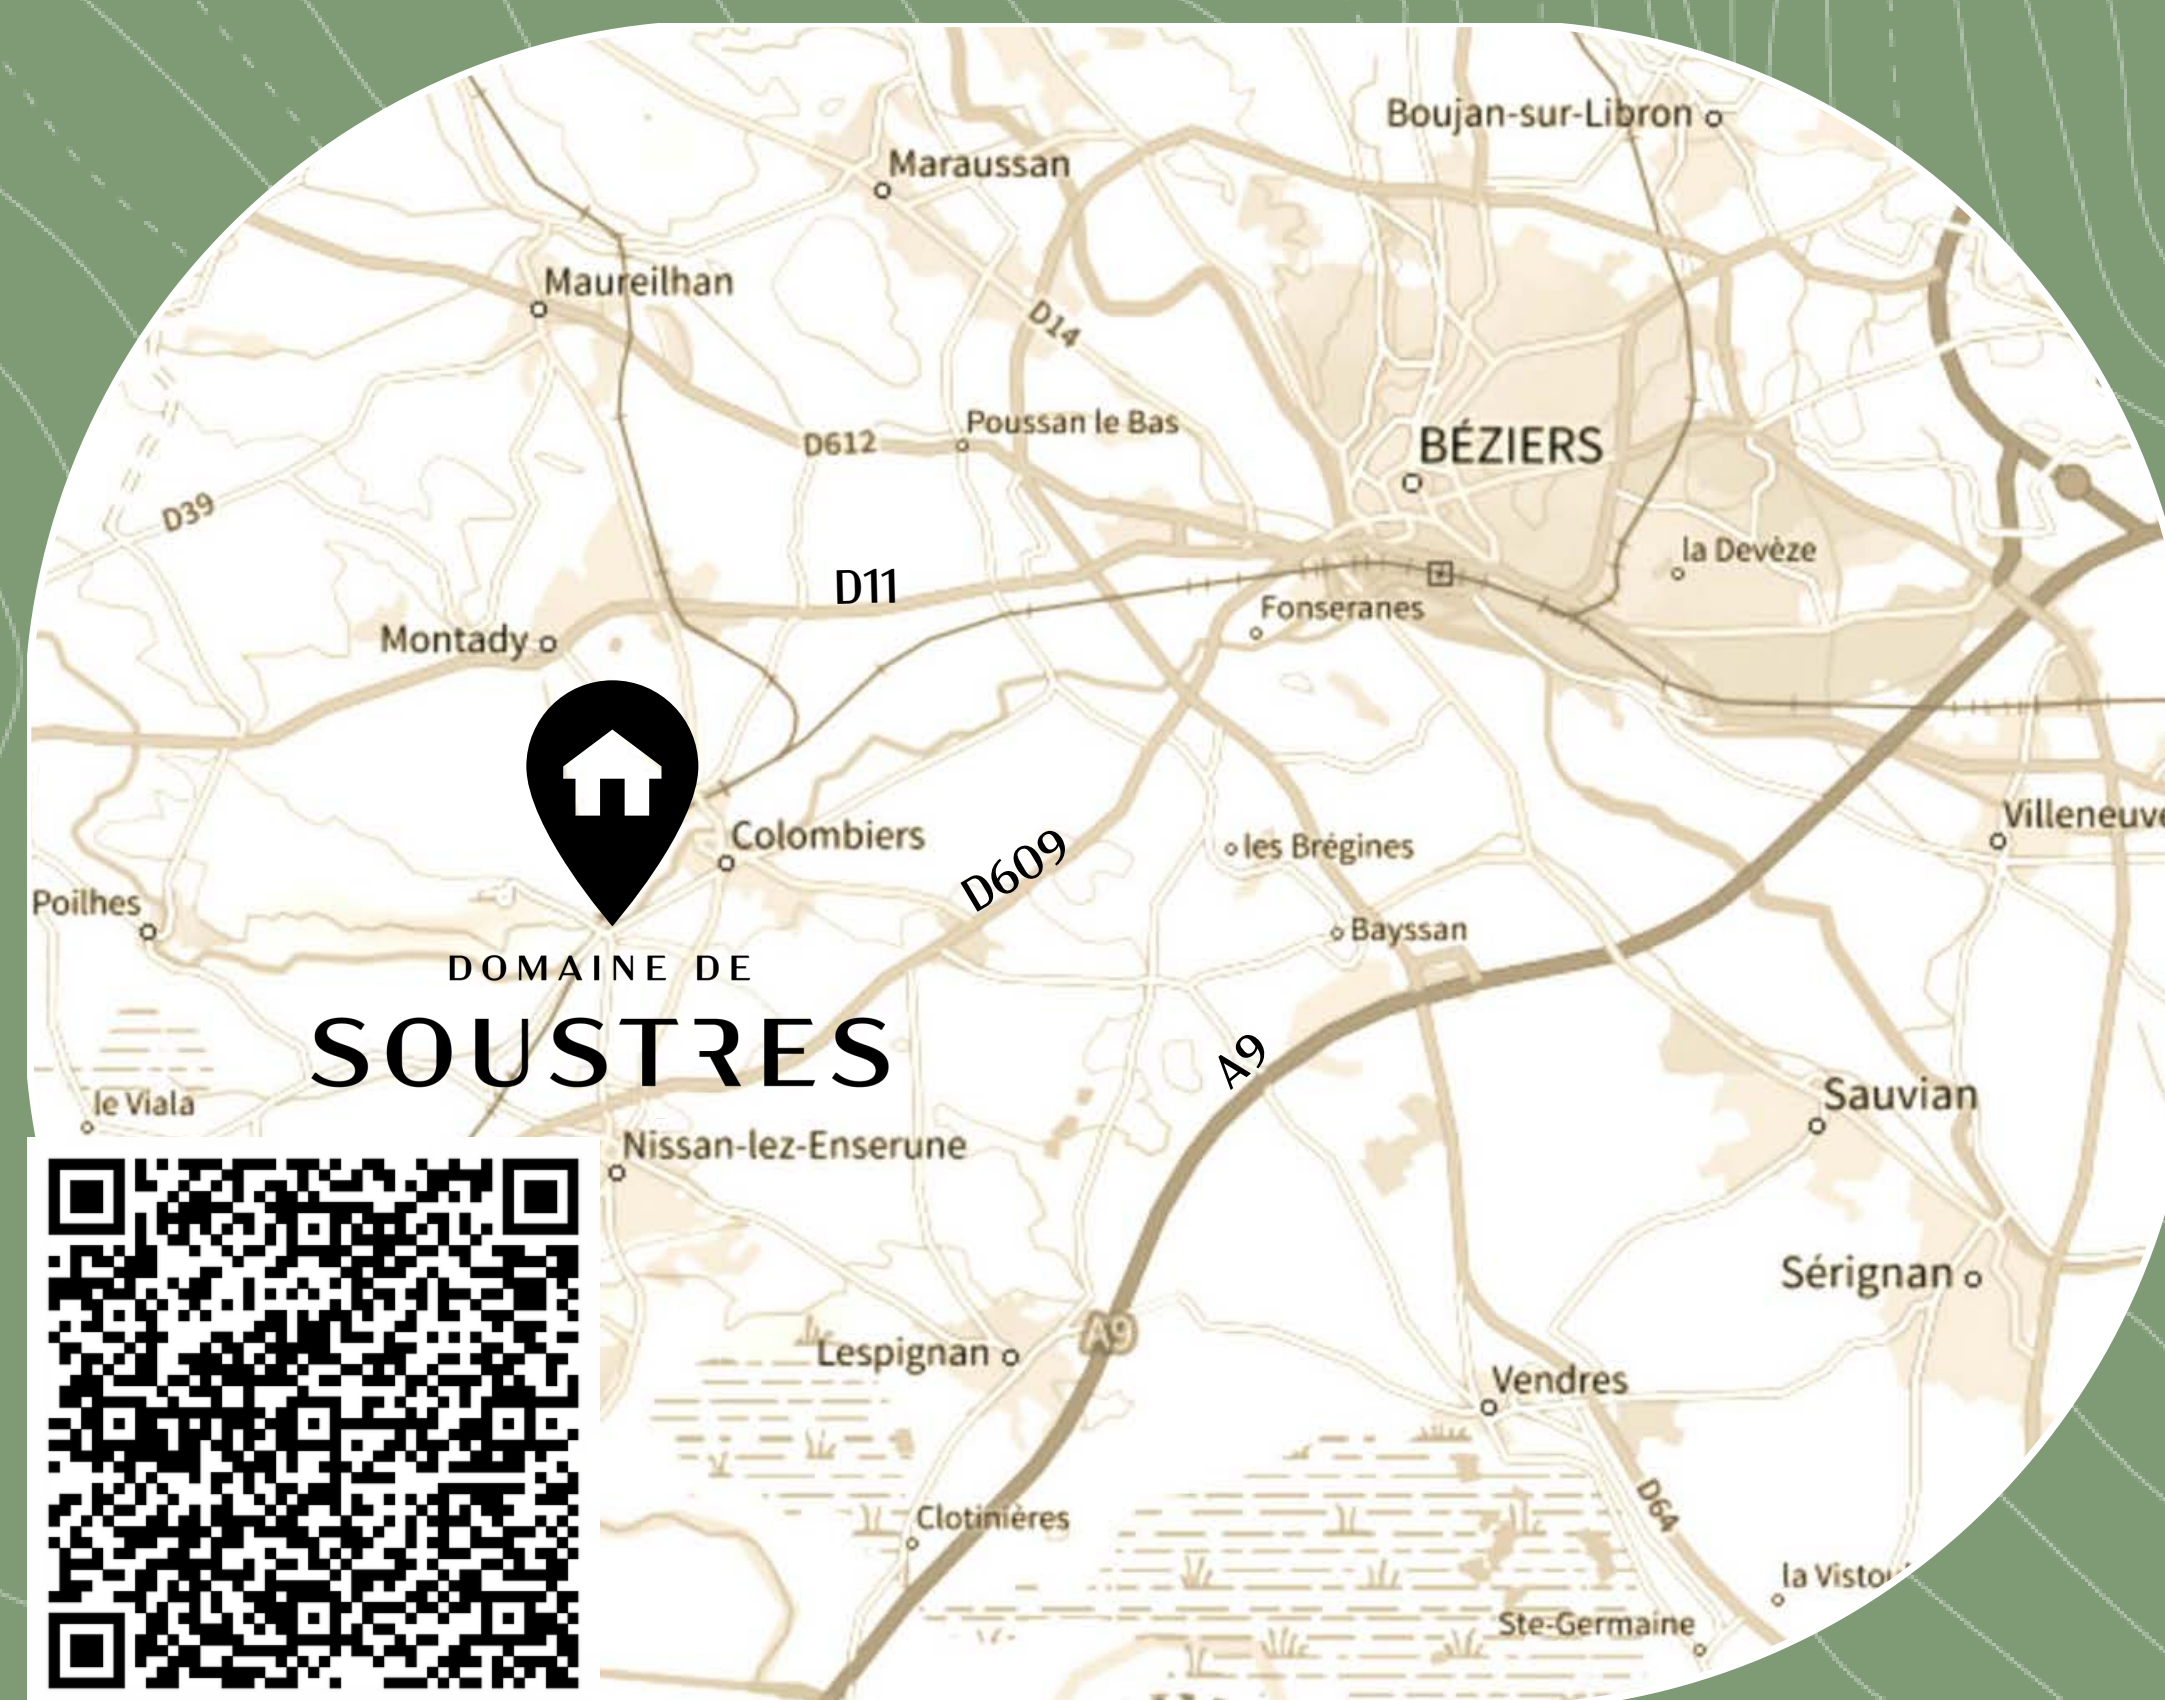 Boujan-sur-Libron
Maraussan
Maureilhan
D14
Poussan le Bas
D612
BÉZIERS
D39
la Devèze
D11
Fonseranes
Montady
Villeneuve
Colombiers
les Brégines
D609
Poilhes
Bayssan
DOMAINE DE
SOUSTRES
A9
le Viala
Sauvian
Nissan-lez-Enserune
Sérignan
A9
Lespignan
Vendres
D64
Clotinières
la
Ste-Germaine